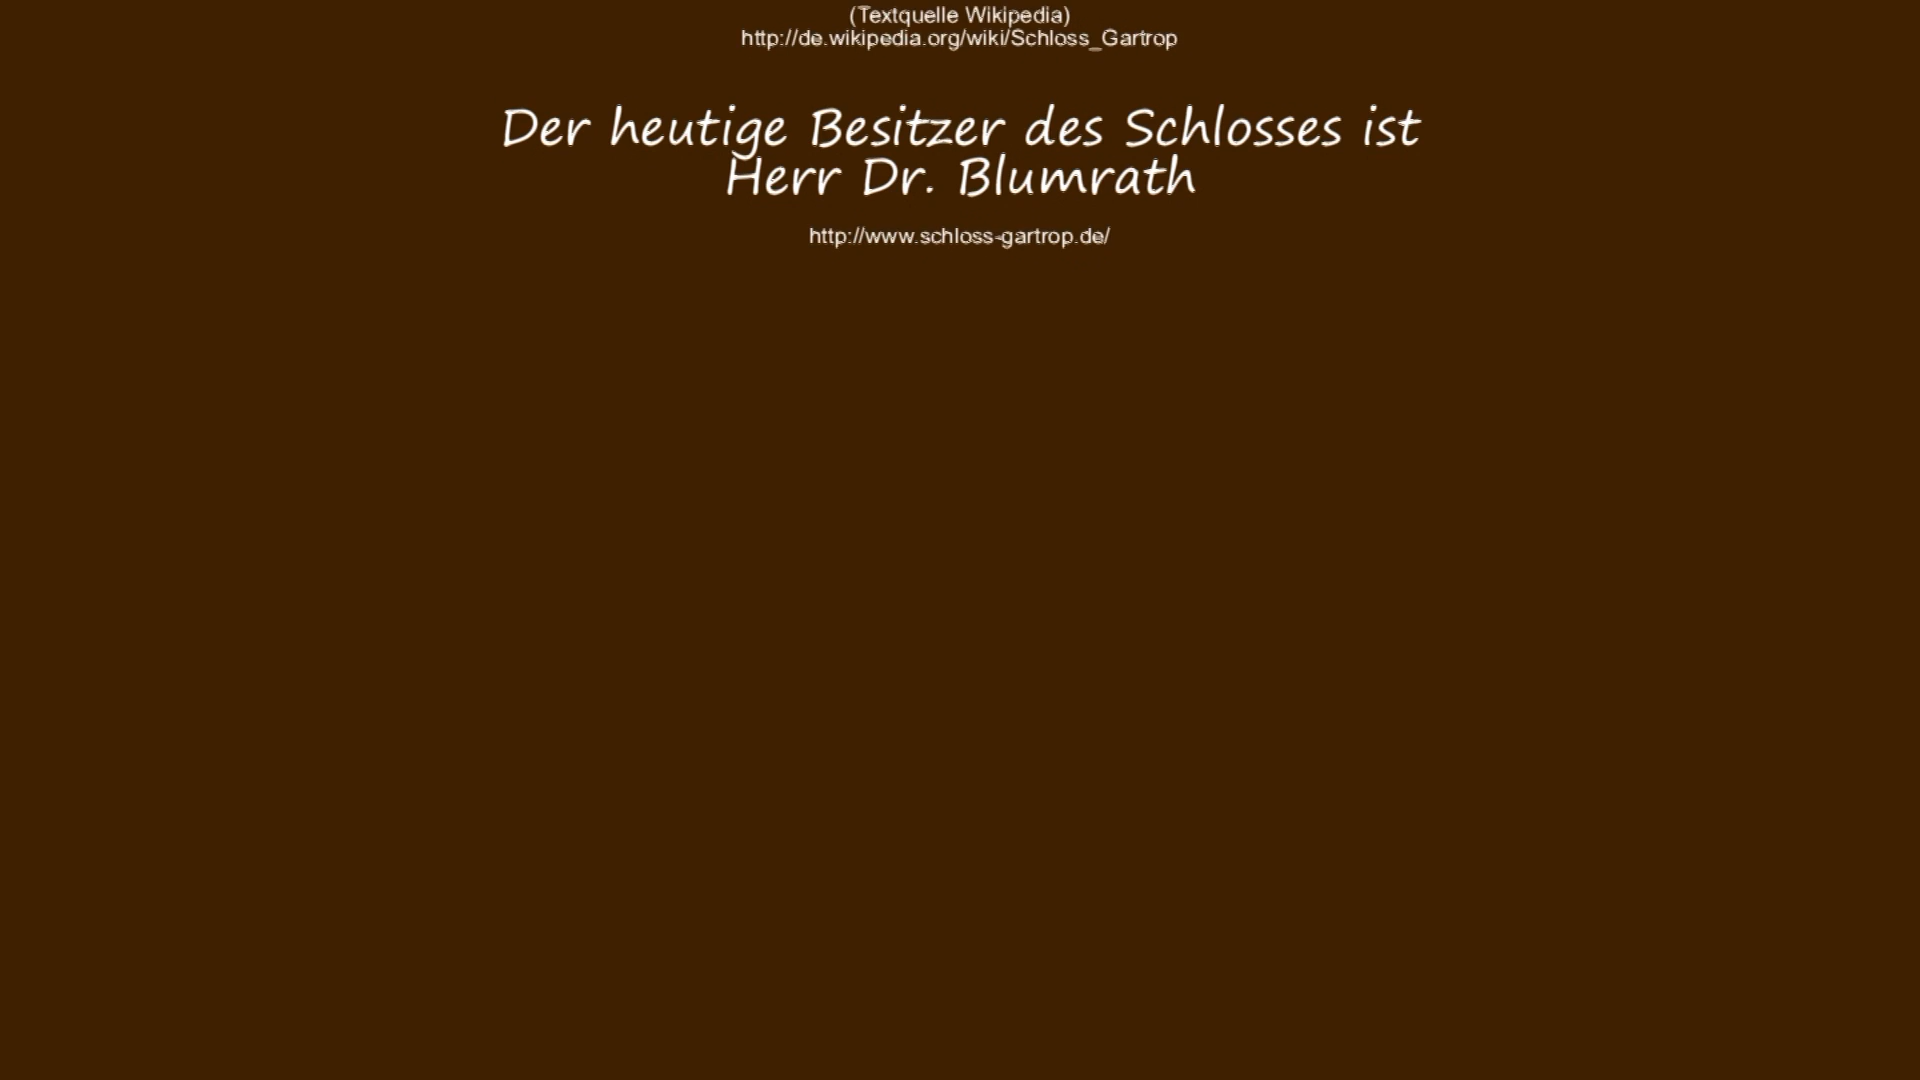 (Textquelle Wikipedia)
http://de.wikipedia.org/wiki/Schloss_Gartrop
Der heutige Besitzer des Schlosses ist
Herr Dr. Blumrath
http://www.schloss-gartrop.de/